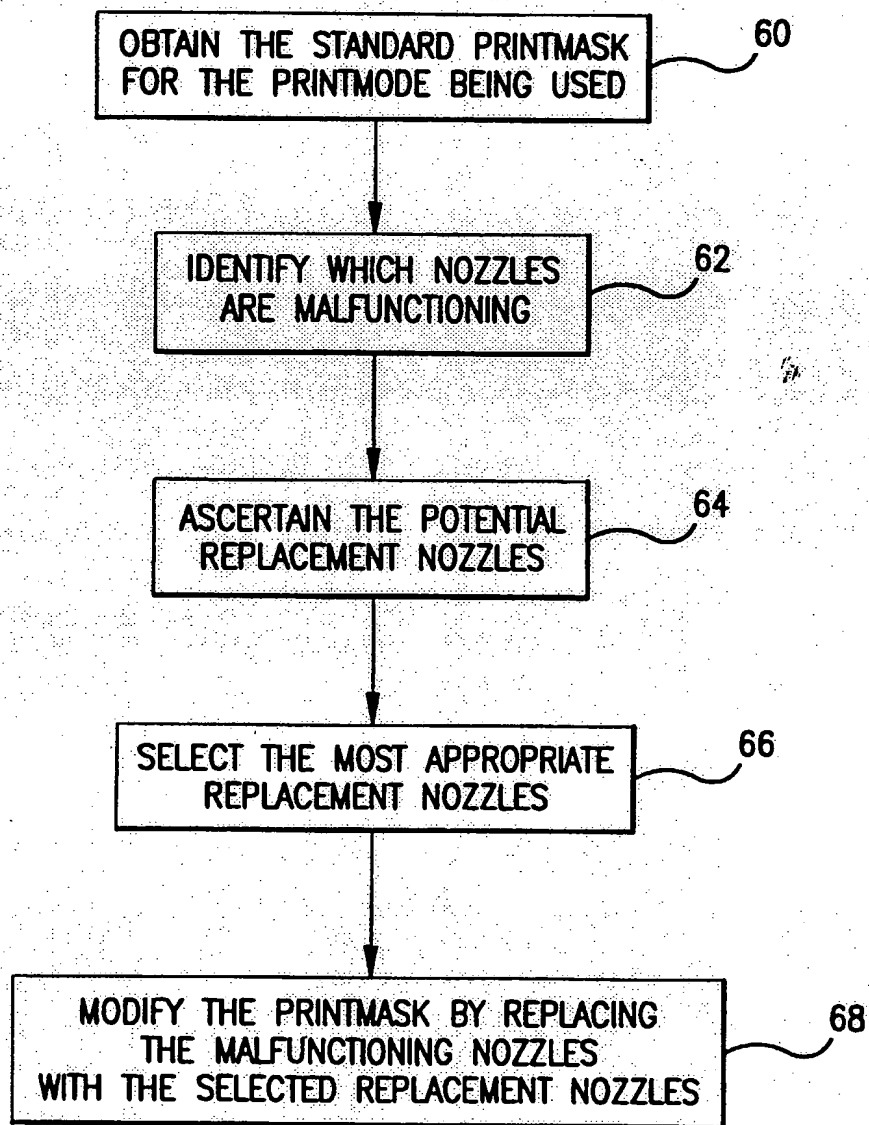 OBTAIN THE STANDARD PRINTMASK
FOR THE PRINTMODE BEING USED
60
IDENTIFY WHICH NOZZLES
ARE MALFUNCTIONING
62
ASCERTAIN THE POTENTIAL
REPLACEMENT NOZZLES
64
SELECT THE MOST APPROPRIATE
REPLACEMENT NOZZLES
66
MODIFY THE PRINTMASK BY REPLACING
THE MALFUNCTIONING NOZZLES
WITH THE SELECTED REPLACEMENT NOZZLES
68